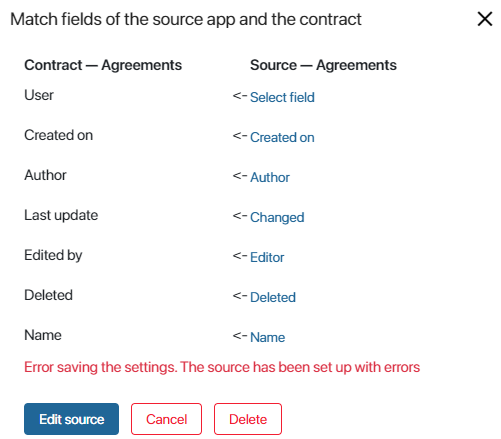 Match fields of the source app and the contract
Contract — Agreements Source — Agreements
User <- Select field
Created on <- Created on
Author <- Author
Last update <- Changed
Edited by <- Editor
Deleted <- Deleted
Name <- Name
Error saving the settings. The source has been set up with errors
Edit source Cancel Delete